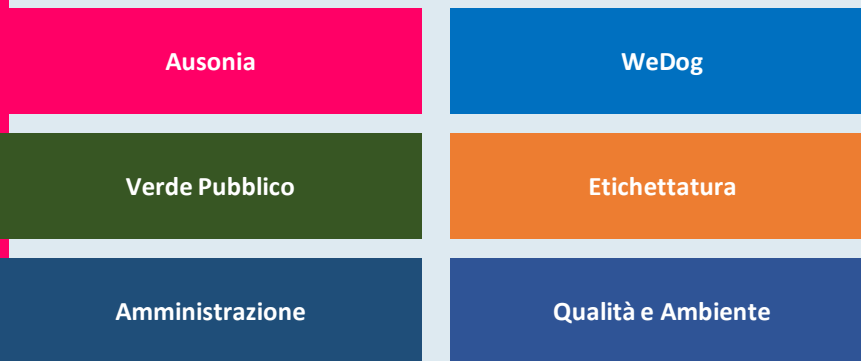 Ausonia
WeDog
Verde Pubblico
Etichettatura
Amministrazione
Qualità e Ambiente